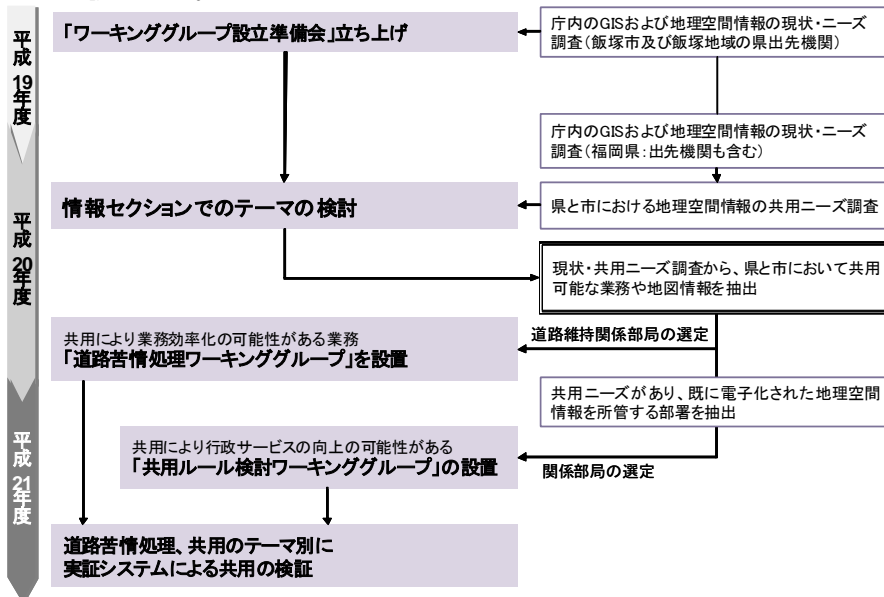 平成19年度
「ワーキンググループ設立準備会」立ち上げ
庁内のGISおよび地理空間情報の現状・ニーズ
調査(飯塚市及び飯塚地域の県出先機関)
庁内のGISおよび地理空間情報の現状・ニーズ
調査(福岡県:出先機関も含む)
平成20年度
情報セクションでのテーマの検討
県と市における地理空間情報の共用ニーズ調査
現状・共用ニーズ調査から、県と市において共用
可能な業務や地図情報を抽出
道路維持関係部局の選定
共用により業務効率化の可能性がある業務
「道路苦情処理ワーキンググループ」を設置
共用ニーズがあり、既に電子化された地理空間
情報を所管する部署を抽出
平成21年度
共用により行政サービスの向上の可能性がある
「共用ルール検討ワーキンググループ」の設置
関係部局の選定
道路苦情処理、共用のテーマ別に
実証システムによる共用の検証